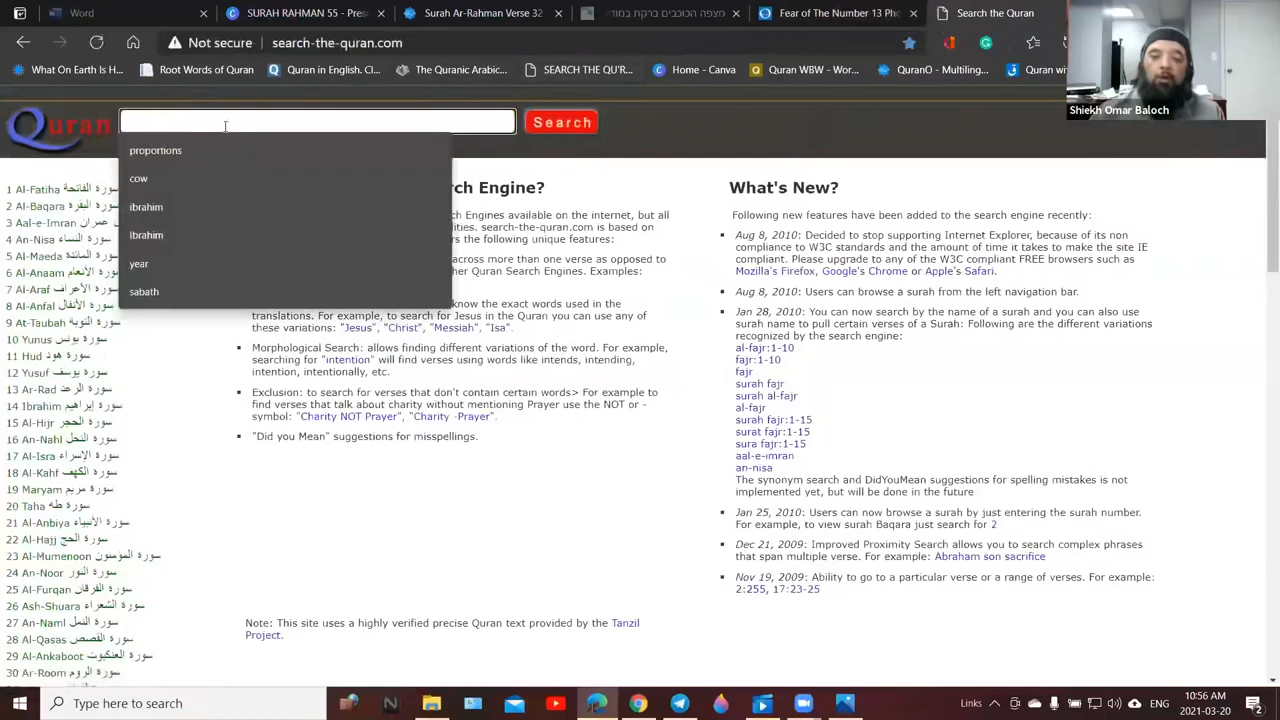 Word
SURAH RAHMAN 55 - Pres
Surah Ar-Rahman Verse 32
מצפה הכוכבים ברקת במודי
Fear of The Number 13 Pho
Search the Quran
Not secure | search-the-quran.com
What On Earth Is H...
Root Words of Quran
Quran in English. C...
The Quranic Arabic...
SEARCH THE QU'R...
Home - Canva
Quran WBW - Wor...
QuranO - Multiling...
Quran wi
Shiekh Omar Baloch
Quran
Search
proportions
cow
ibrahim
Ibrahim
year
sabath
1 Al-Fatiha سورة الفاتحة
2 Al-Baqara سورة البقرة
3 Aal-e-Imran عمران
4 An-Nisa سورة النساء
5 Al-Maeda سورة المائدة
6 Al-Anaam سورة الأنعام
7 Al-Araf سورة الأعراف
8 Al-Anfal سورة الأنفال
9 At-Taubah سورة التوبة
10 Yunus سورة يونس
11 Hud سورة هود
12 Yusuf سورة يوسف
13 Ar-Rad سورة الرعد
14 Ibrahim سورة إبراهيم
15 Al-Hijr سورة الحجر
16 An-Nahl سورة النحل
17 Al-Isra سورة الإسراء
18 Al-Kahf سورة الكهف
19 Maryam سورة مريم
20 Taha سورة طه
21 Al-Anbiya سورة الأنبياء
22 Al-Hajj سورة الحج
23 Al-Mumenoon سورة المؤمنون
24 An-Noor سورة النور
25 Al-Furqan سورة الفرقان
26 Ash-Shuara سورة الشعراء
27 An-Naml سورة النمل
28 Al-Qasas سورة القصص
29 Al-Ankaboot سورة العنكبوت
30 Ar-Room سورة الروم
ch Engine?
ch Engines available on the internet, but all
ilities. search-the-quran.com is based on
rs the following unique features:
across more than one verse as opposed to
her Quran Search Engines. Examples:
know the exact words used in the
translations. For example, to search for Jesus in the Quran you can use any of
these variations: "Jesus", "Christ", "Messiah", "Isa".
Morphological Search: allows finding different variations of the word. For example,
searching for "intention" will find verses using words like intends, intending,
intention, intentionally, etc.
Exclusion: to search for verses that don't contain certain words> For example to
find verses that talk about charity without mentioning Prayer use the NOT or -
symbol: "Charity NOT Prayer", "Charity -Prayer".
"Did you Mean" suggestions for misspellings.
Note: This site uses a highly verified precise Quran text provided by the Tanzil
Project.
What's New?
Following new features have been added to the search engine recently:
Aug 8, 2010: Decided to stop supporting Internet Explorer, because of its non
compliance to W3C standards and the amount of time it takes to make the site IE
compliant. Please upgrade to any of the W3C compliant FREE browsers such as
Mozilla's Firefox, Google's Chrome or Apple's Safari.
Aug 8, 2010: Users can browse a surah from the left navigation bar.
Jan 28, 2010: You can now search by the name of a surah and you can also use
surah name to pull certain verses of a Surah: Following are the different variations
recognized by the search engine:
al-fajr:1-10
fajr:1-10
fajr
surah fajr
surah al-fajr
al-fajr
surah fajr:1-15
surat fajr:1-15
sura fajr:1-15
aal-e-imran
an-nisa
The synonym search and DidYouMean suggestions for spelling mistakes is not
implemented yet, but will be done in the future
Jan 25, 2010: Users can now browse a surah by just entering the surah number.
For example, to view surah Baqara just search for 2
Dec 21, 2009: Improved Proximity Search allows you to search complex phrases
that span multiple verse. For example: Abraham son sacrifice
Nov 19, 2009: Ability to go to a particular verse or a range of verses. For example:
2:255, 17:23-25
Type here to search
Links
ENG
10:56 AM
2021-03-20
2